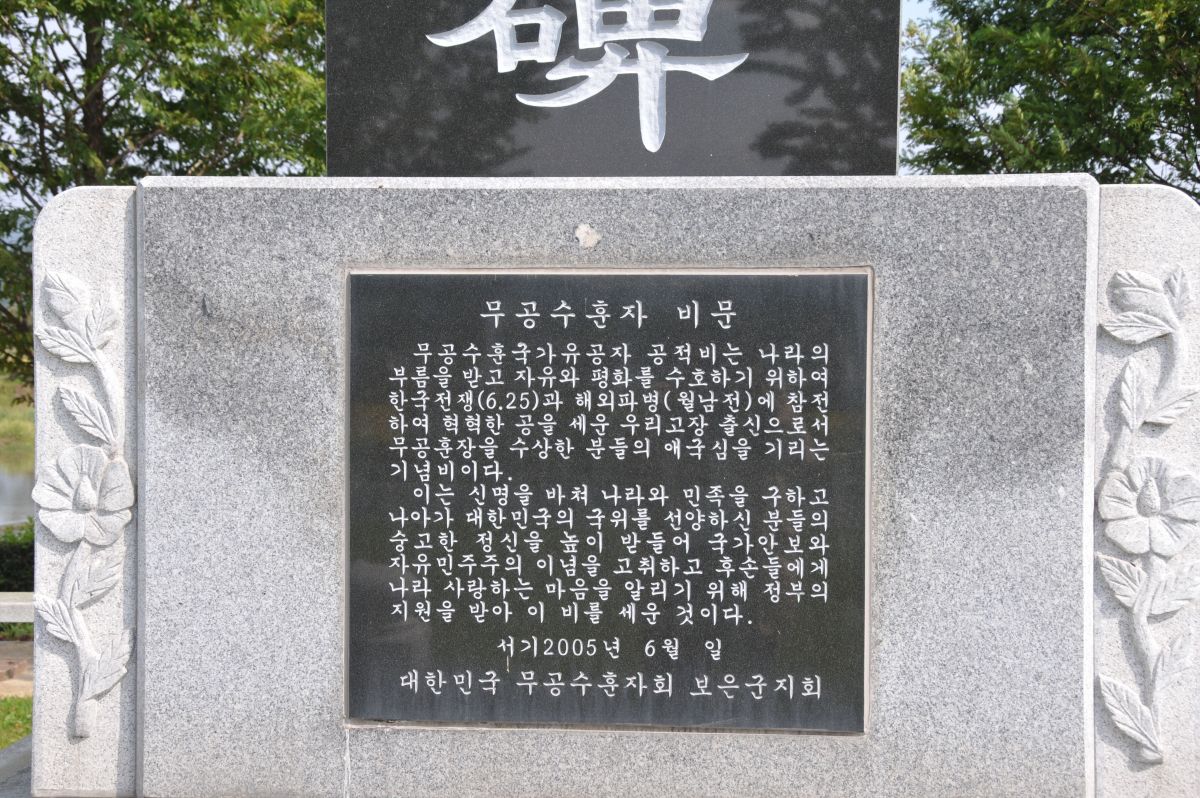 碑
무공수훈자 비문
무공수훈국가유공자 공적비는 나라의
부름을 받고 자유와 평화를 수호하기 위하여
한국전쟁(6.25)과 해외파병(월남전)에 참전
하여 혁혁한 공을 세운 우리고장 출신으로서
무공훈장을 수상한 분들의 애국심을 기리는
기념비이다.
이는 신명을 바쳐 나라와 민족을 구하고
나아가 대한민국의 국위를 선양하신 분들의
숭고한 정신을 높이 받들어 국가안보와
자유민주주의 이념을 고취하고 후손들에게
나라 사랑하는 마음을 알리기 위해 정부의
지원을 받아 이 비를 세운 것이다.
서기2005년 6월 일
대한민국 무공수훈자회 보은군지회